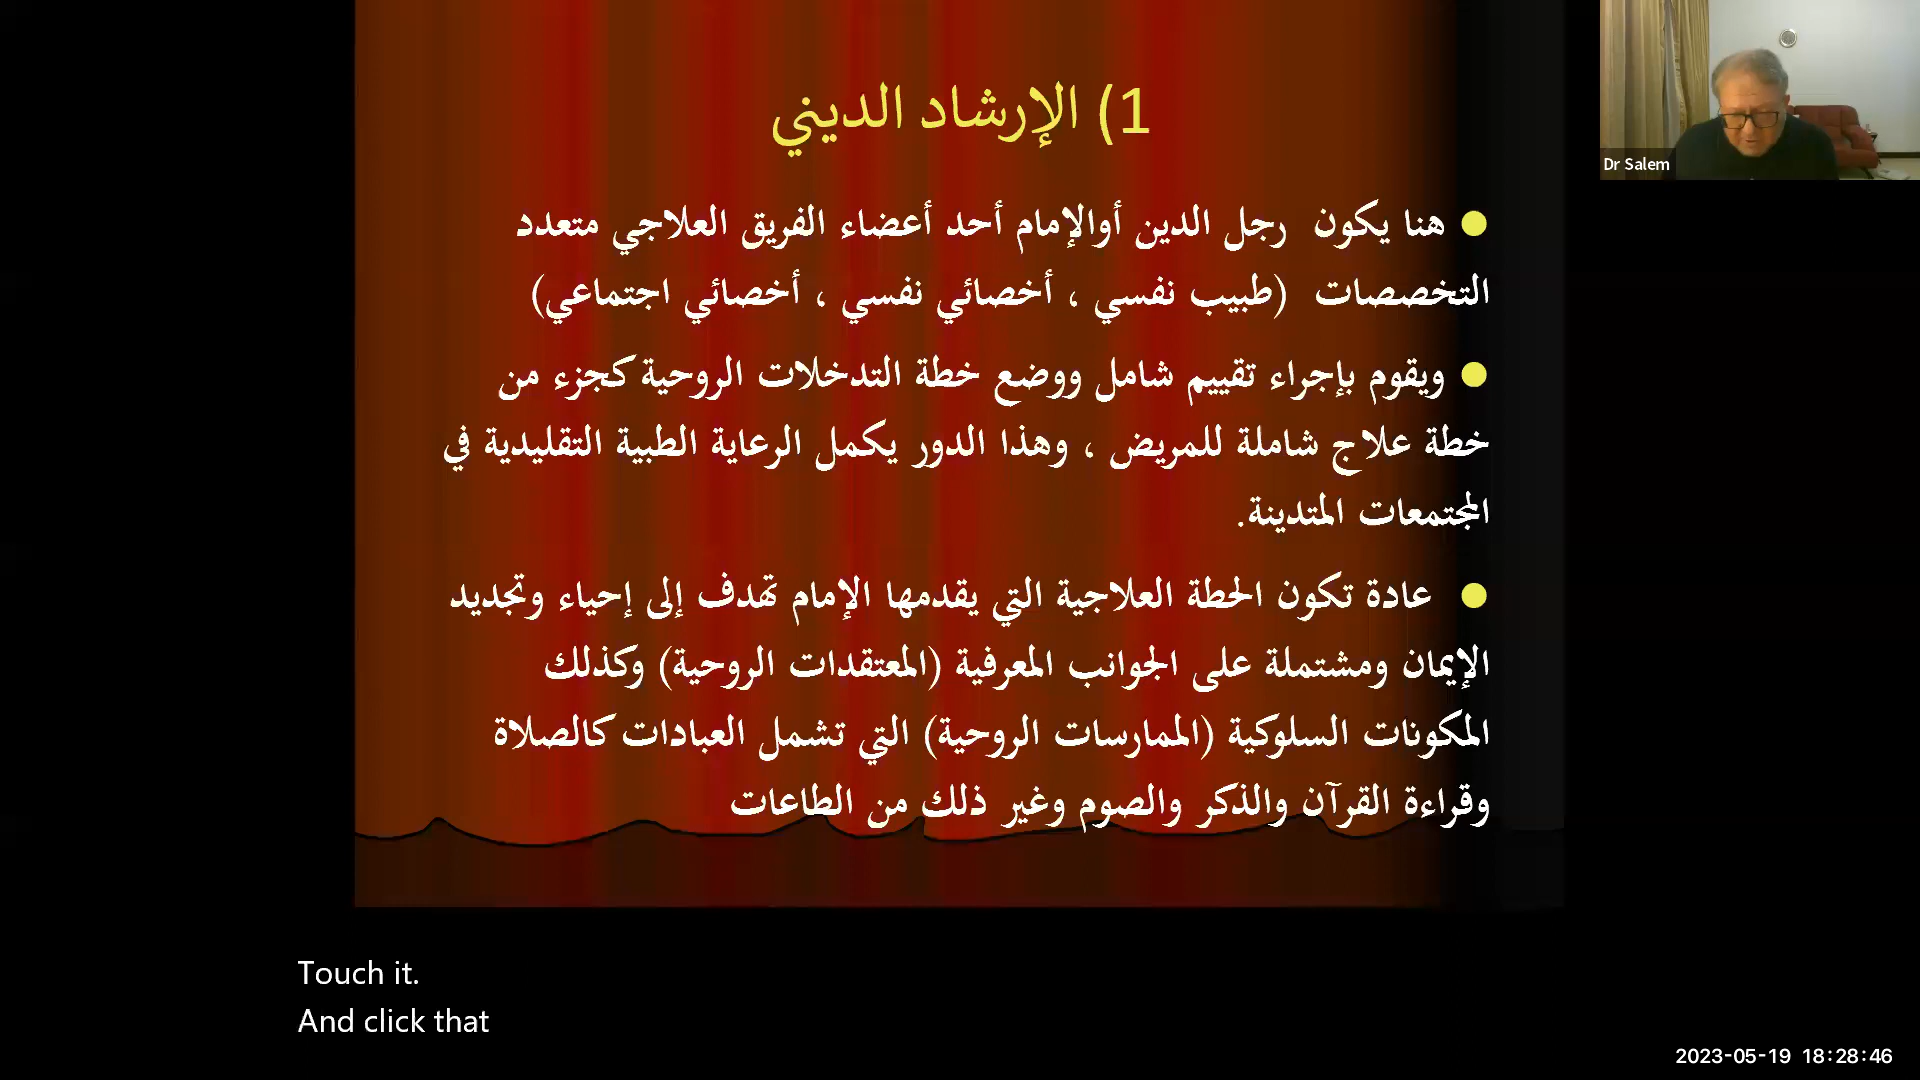 1) الإرشاد الديني
هنا يكون رجل الدين أوالإمام أحد أعضاء الفريق العلاجي متعدد
التخصصات (طبيب نفسي ، أخصائي نفسي ، أخصائي اجتماعي)
ويقوم بإجراء تقييم شامل ووضع خطة التدخلات الروحية كجزء من
خطة علاج شاملة للمريض ، وهذا الدور يكمل الرعاية الطبية التقليدية في
المجتمعات المتدينة.
عادة تكون الحطة العلاجية التي يقدمها الإمام تهدف إلى إحياء وتجديد
الإيمان ومشتملة على الجوانب المعرفية (المعتقدات الروحية) وكذلك
المكونات السلوكية (الممارسات الروحية) التي تشمل العبادات كالصلاة
وقراءة القرآن والذكر والصوم وغير ذلك من الطاعات
Dr Salem
Touch it.
And click that
2023-05-19 18:28:46